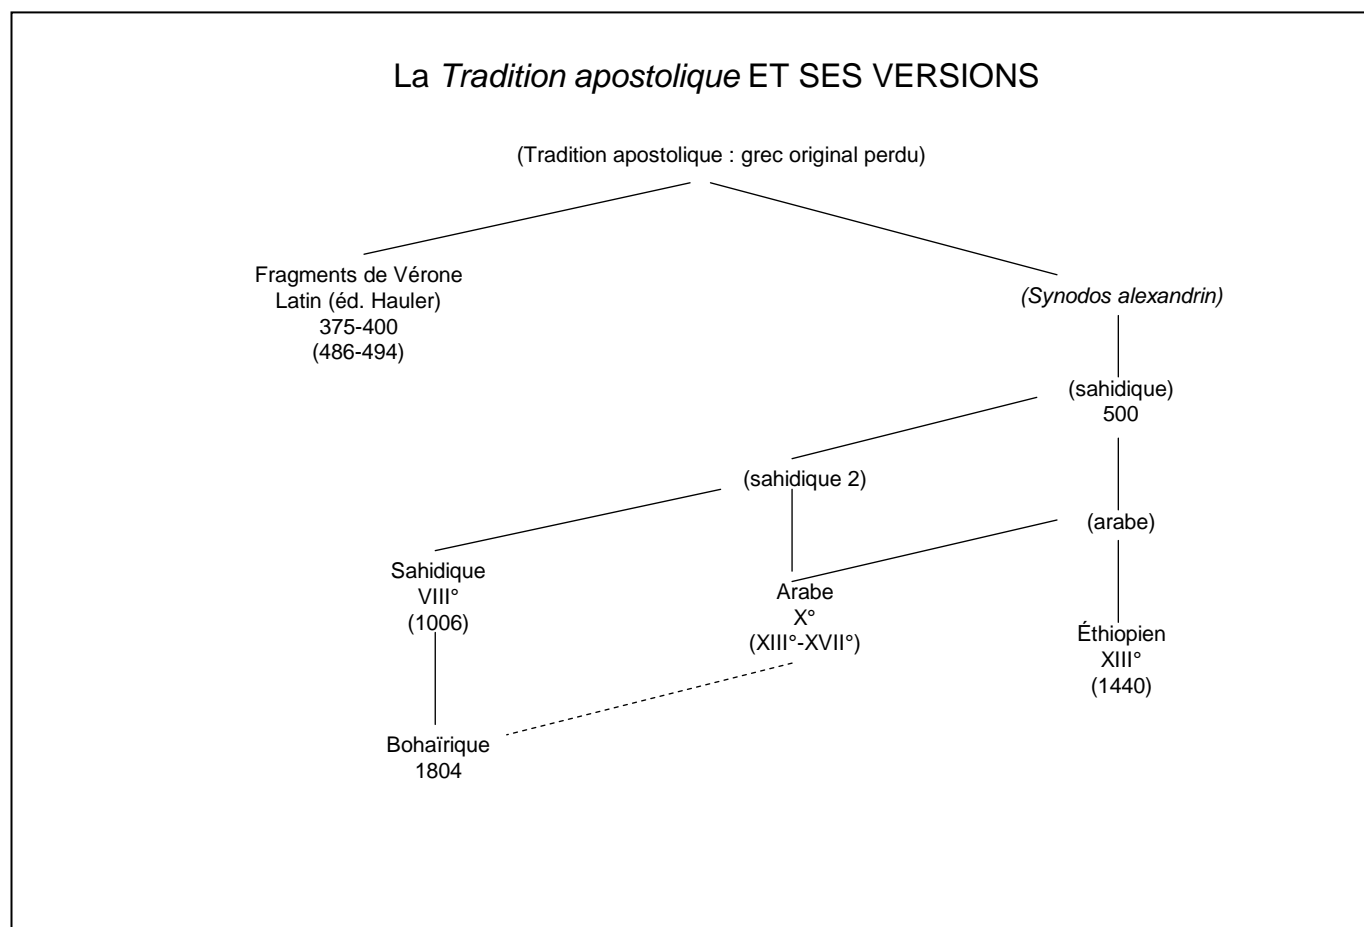 La Tradition apostolique ET SES VERSIONS
(Tradition apostolique : grec original perdu)
Fragments de Vérone
Latin (éd. Hauler)
375-400
(486-494)
(Synodos alexandrin)
(sahidique)
500
(sahidique 2)
(arabe)
Sahidique
VIII°
(1006)
Arabe
X°
(XIII°-XVII°)
Éthiopien
XIII°
(1440)
Bohaïrique
1804